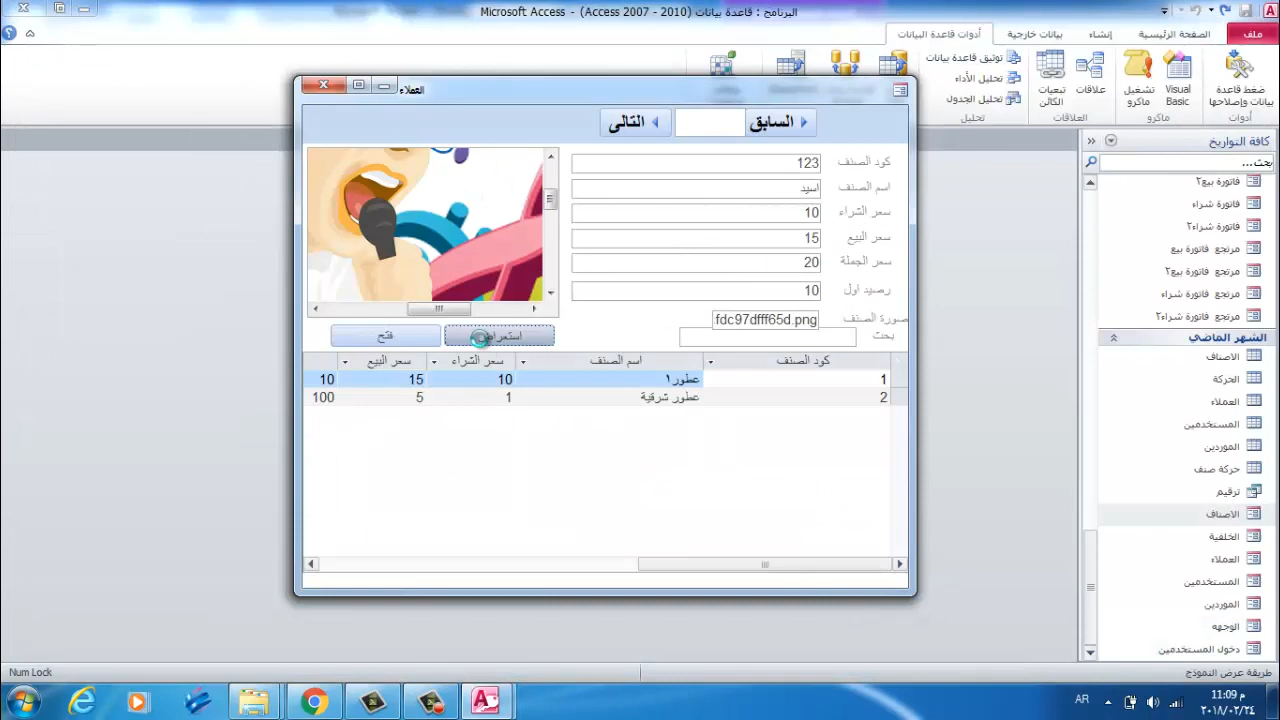 البرنامج : قاعدة بيانات (Access 2007 - 2010) - Microsoft Access
ملف
الصفحة الرئيسية
إنشاء
بيانات خارجية
أدوات قاعدة البيانات
ضغط قاعدة بيانات وإصلاحها
أدوات
Visual Basic
تشغيل ماكرو
ماكرو
علاقات
تبعيات الكائن
العلاقات
توثيق قاعدة بيانات
تحليل الأداء
تحليل الجدول
تحليل
كافة التواريخ
بحث...
فاتورة بيع٢
فاتورة شراء
فاتورة شراء٢
مرتجع فاتورة بيع
مرتجع فاتورة بيع٢
مرتجع فاتورة شراء
مرتجع فاتورة شراء٢
الشهر الماضي
الاصناف
الحركة
العملاء
المستخدمين
الموردين
حركة صنف
ترقيم
الاصناف
الخلفية
العملاء
المستخدمين
الموردين
الوجهه
دخول المستخدمين
العملاء
السابق
التالى
كود الصنف 123
اسم الصنف اسيد
سعر الشراء 10
سعر البيع 15
سعر الجملة 20
رصيد اول 10
صورة الصنف fdc97dfff65d.png
بحث
استعراض
فتح
كود الصنف اسم الصنف سعر الشراء سعر البيع
1 عطور١ 10 15 10
2 عطور شرقية 1 5 100
طريقة عرض النموذج
Num Lock
AR
11:09 م
٢٠١٨/٠٢/٢٤